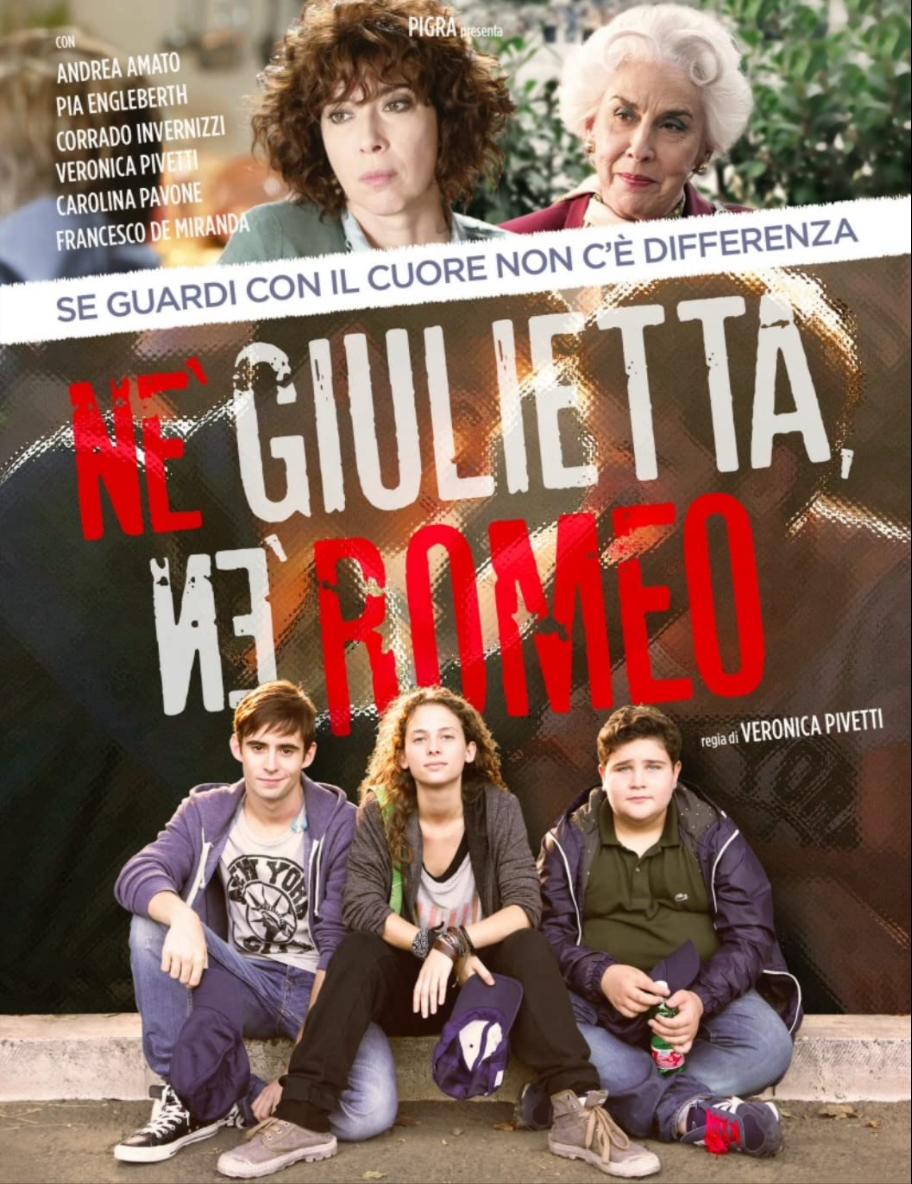 PIGRA presenta
CON
ANDREA AMATO
PIA ENGLEBERTH
CORRADO INVERNIZZI
VERONICA PIVETTI
CAROLINA PAVONE
FRANCESCO DE MIRANDA
SE GUARDI CON IL CUORE NON C'È DIFFERENZA
NE' GIULIETTA,
NE' ROMEO
regia di VERONICA PIVETTI
NEW YORK